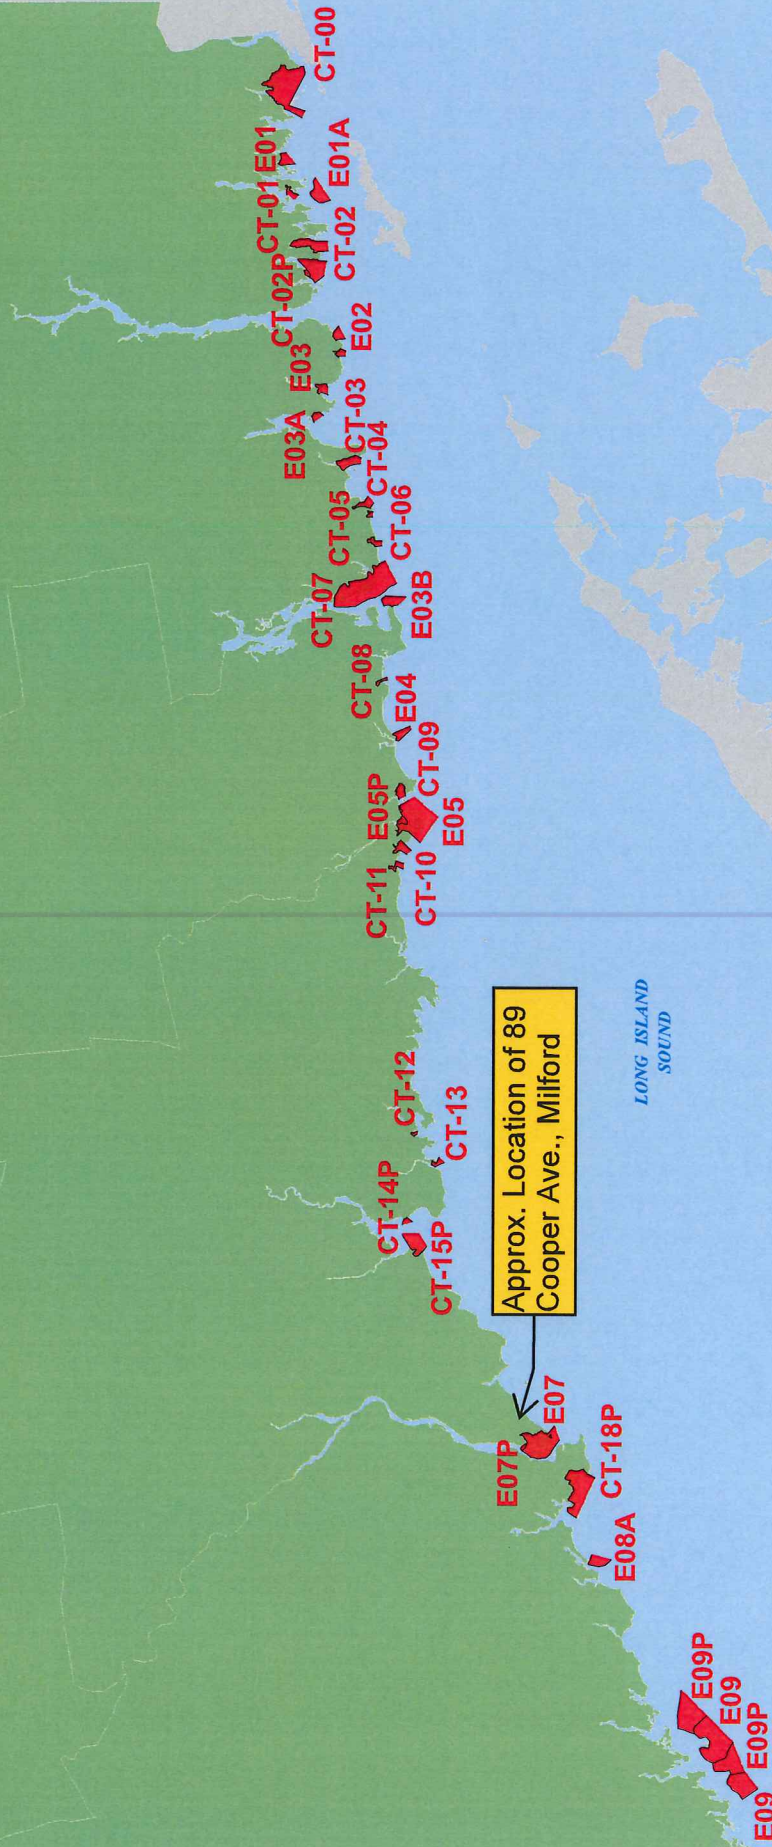 CT-00
E01
E01A
CT-01
CT-02
CT-02P
E02
E03
CT-03
E03A
CT-04
CT-05
CT-06
CT-07
E03B
CT-08
E04
CT-09
E05P
E05
CT-11
CT-10
CT-12
CT-13
CT-14P
CT-15P
Approx. Location of 89
Cooper Ave., Milford
LONG ISLAND
SOUND
E07
E07P
CT-18P
E08A
E09P
E09
E09P
E09